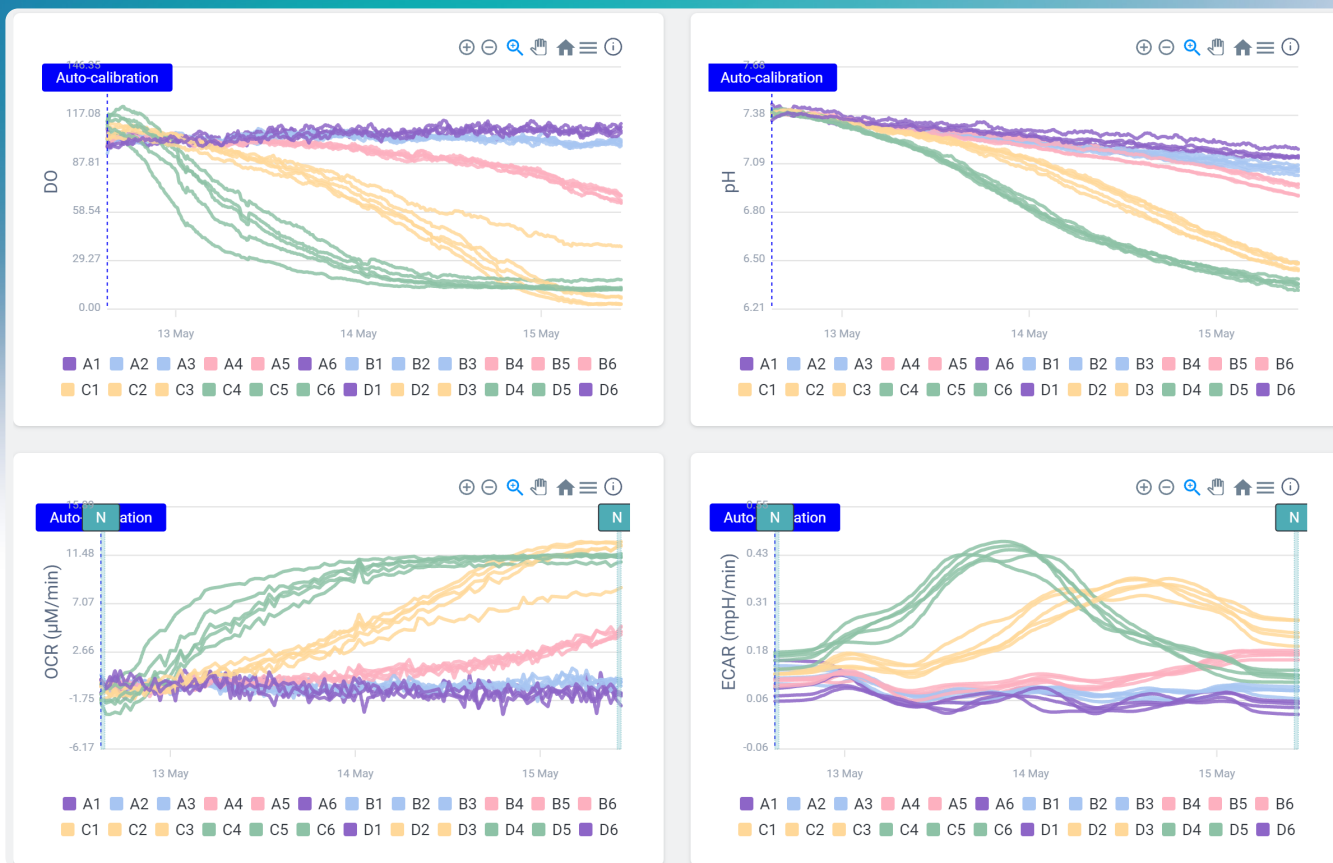 146.35
Auto-calibration
117.08
87.81
58.54
29.27
0.00
DO
13 May 14 May 15 May
A1 A2 A3 A4 A5 A6 B1 B2 B3 B4 B5 B6
C1 C2 C3 C4 C5 C6 D1 D2 D3 D4 D5 D6
7.68
Auto-calibration
7.38
7.09
6.80
6.50
6.21
pH
13 May 14 May 15 May
A1 A2 A3 A4 A5 A6 B1 B2 B3 B4 B5 B6
C1 C2 C3 C4 C5 C6 D1 D2 D3 D4 D5 D6
Auto- N ation N
11.48
7.07
2.66
-1.75
-6.17
OCR (μM/min)
13 May 14 May 15 May
A1 A2 A3 A4 A5 A6 B1 B2 B3 B4 B5 B6
C1 C2 C3 C4 C5 C6 D1 D2 D3 D4 D5 D6
0.55
Auto- N ation N
0.43
0.31
0.18
0.06
-0.06
ECAR (mpH/min)
13 May 14 May 15 May
A1 A2 A3 A4 A5 A6 B1 B2 B3 B4 B5 B6
C1 C2 C3 C4 C5 C6 D1 D2 D3 D4 D5 D6